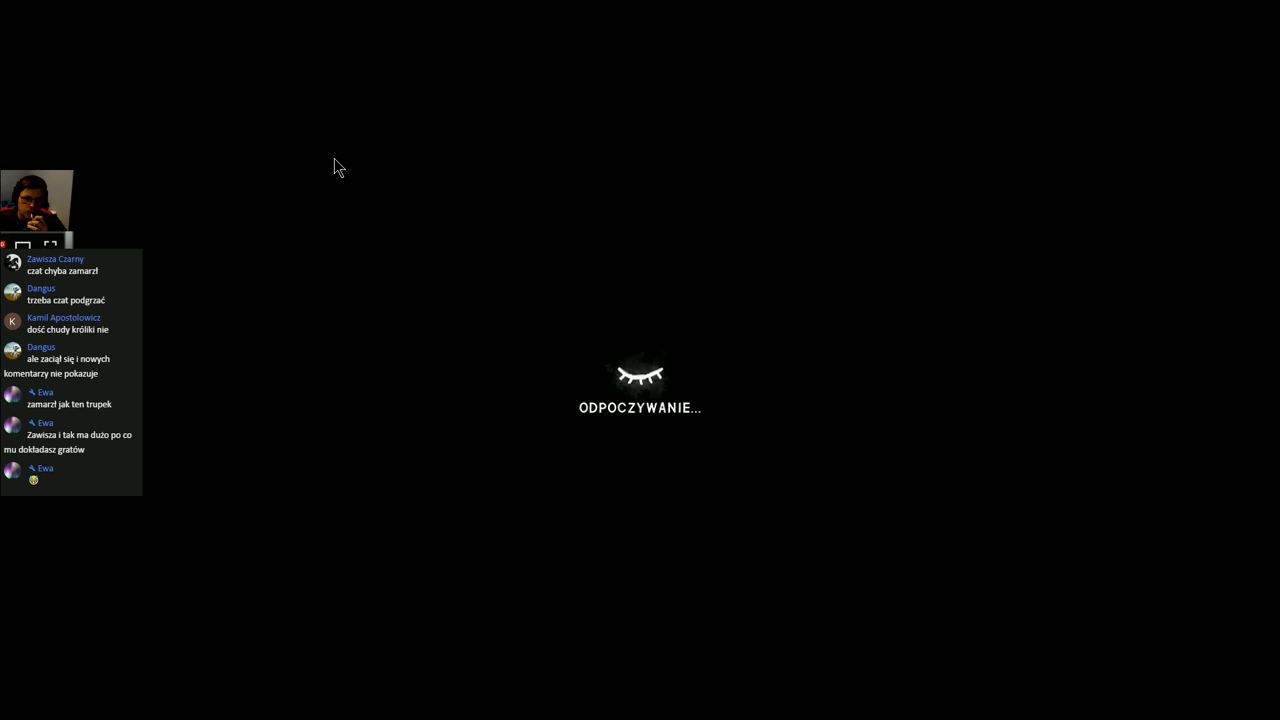 Zawisza Czarny
czat chyba zamarzł
Dangus
trzeba czat podgrzać
K
Kamil Apostolowicz
dość chudy króliki nie
Dangus
ale zaciął się i nowych
komentarzy nie pokazuje
Ewa
zamarzł jak ten trupek
Ewa
Zawisza i tak ma dużo po co
mu dokładasz gratów
Ewa
ODPOCZYWANIE...